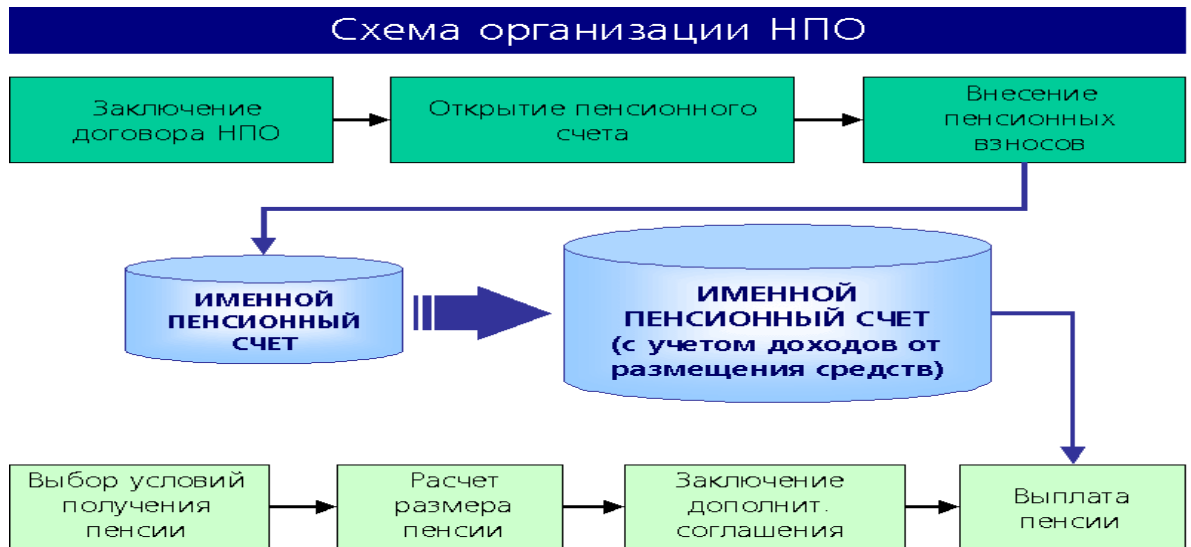 Схема организации НПО
Заключение
договора НПО
Открытие пенсионного
счета
Внесение
пенсионных
взносов
ИМЕННОЙ
ПЕНСИОННЫЙ
СЧЕТ
ИМЕННОЙ
ПЕНСИОННЫЙ СЧЕТ
(с учетом доходов от
размещения средств)
Выбор условий
получения
пенсии
Расчет
размера
пенсии
Заключение
дополнит.
соглашения
Выплата
пенсии